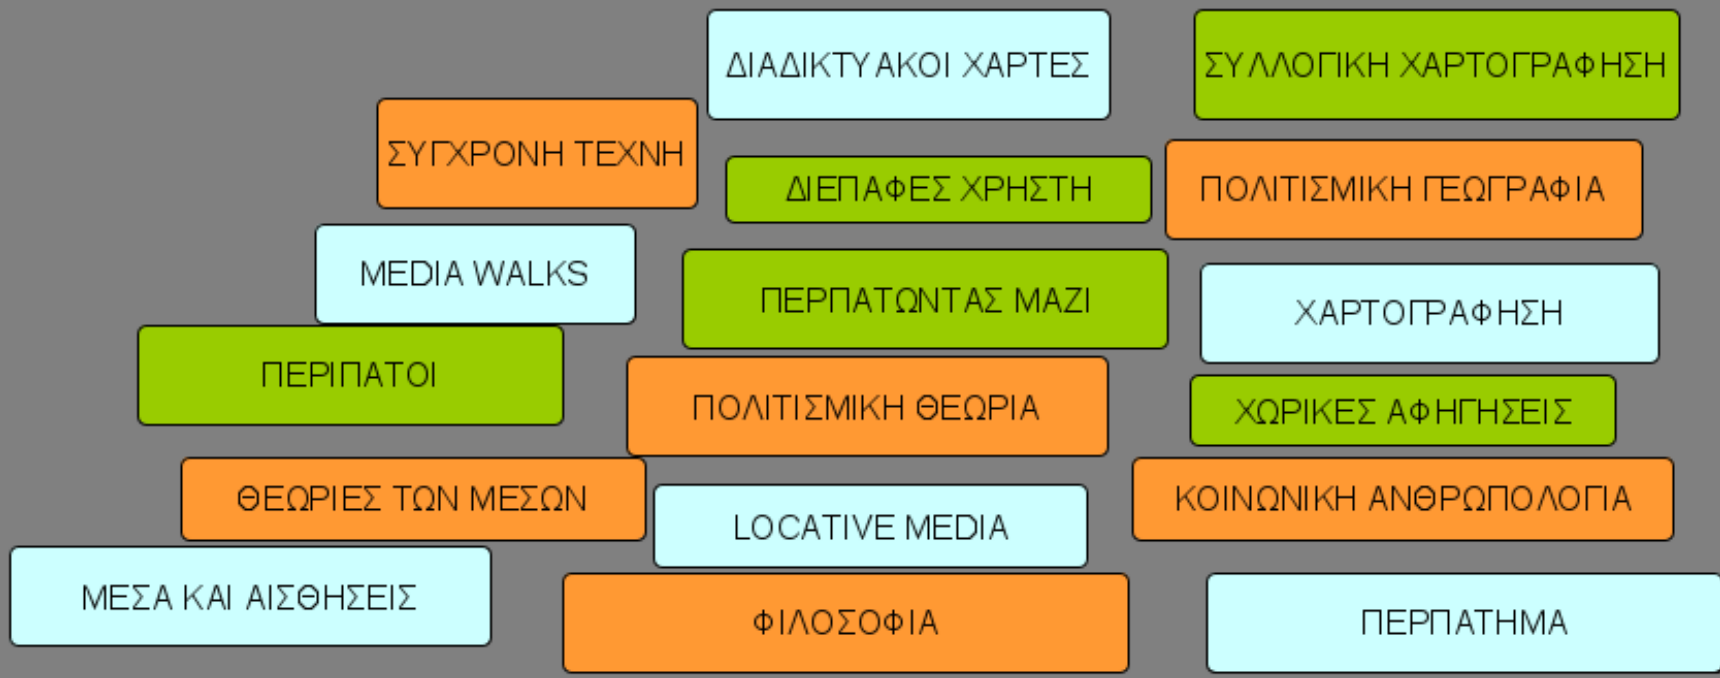 ΔΙΑΔΙΚΤΥΑΚΟΙ ΧΑΡΤΕΣ
ΣΥΛΛΟΓΙΚΗ ΧΑΡΤΟΓΡΑΦΗΣΗ
ΣΥΓΧΡΟΝΗ ΤΕΧΝΗ
ΔΙΕΠΑΦΕΣ ΧΡΗΣΤΗ
ΠΟΛΙΤΙΣΜΙΚΗ ΓΕΩΓΡΑΦΙΑ
MEDIA WALKS
ΠΕΡΠΑΤΩΝΤΑΣ ΜΑΖΙ
ΧΑΡΤΟΓΡΑΦΗΣΗ
ΠΕΡΙΠΑΤΟΙ
ΠΟΛΙΤΙΣΜΙΚΗ ΘΕΩΡΙΑ
ΧΩΡΙΚΕΣ ΑΦΗΓΗΣΕΙΣ
ΘΕΩΡΙΕΣ ΤΩΝ ΜΕΣΩΝ
LOCATIVE MEDIA
ΚΟΙΝΩΝΙΚΗ ΑΝΘΡΩΠΟΛΟΓΙΑ
ΜΕΣΑ ΚΑΙ ΑΙΣΘΗΣΕΙΣ
ΦΙΛΟΣΟΦΙΑ
ΠΕΡΠΑΤΗΜΑ